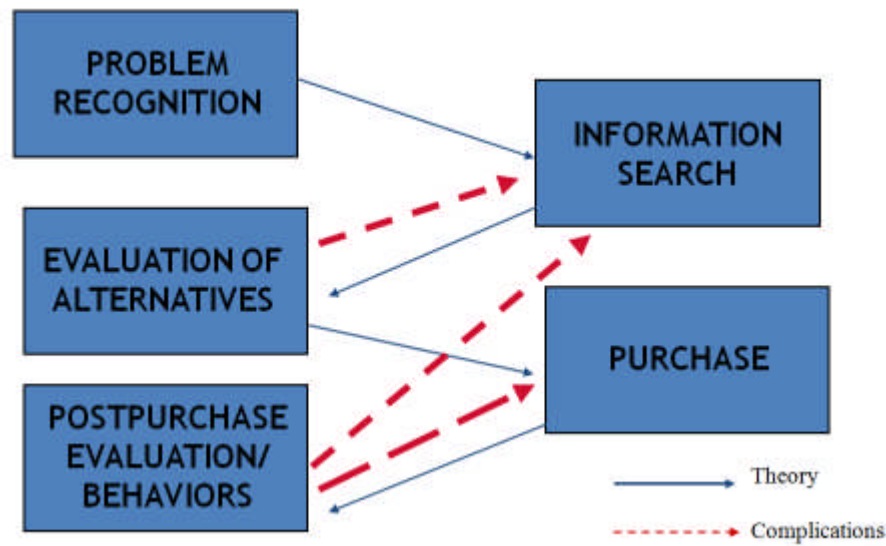 PROBLEM
RECOGNITION
INFORMATION
SEARCH
EVALUATION OF
ALTERNATIVES
PURCHASE
POSTPURCHASE
EVALUATION/
BEHAVIORS
Theory
Complications